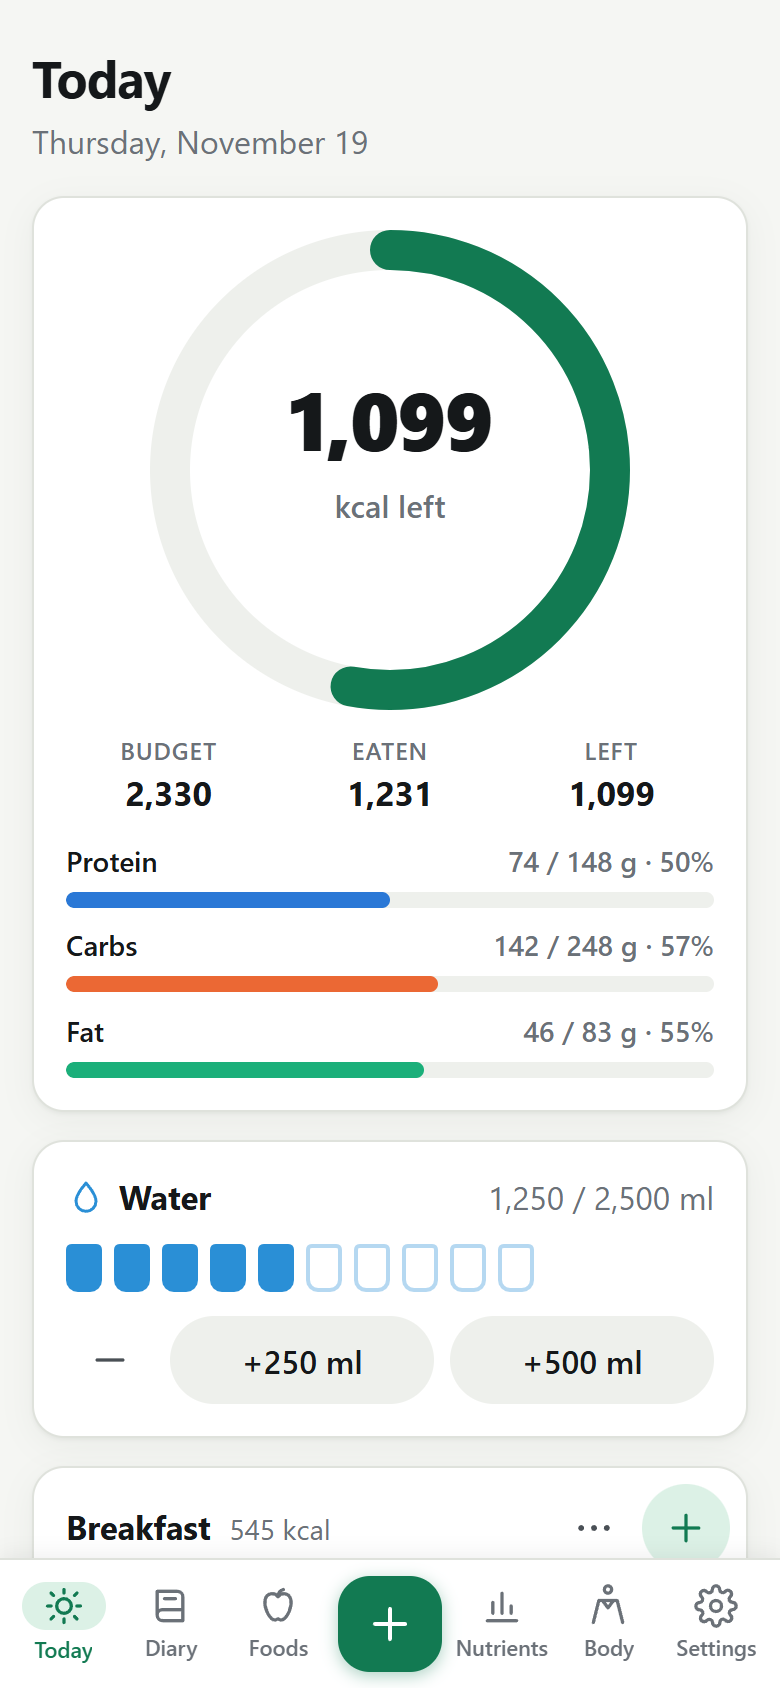 Today
Thursday, November 19
1,099
kcal left
BUDGET EATEN LEFT
2,330 1,231 1,099
Protein 74 / 148 g · 50%
Carbs 142 / 248 g · 57%
Fat 46 / 83 g · 55%
Water 1,250 / 2,500 ml
+250 ml +500 ml
Breakfast 545 kcal
Today Diary Foods Nutrients Body Settings